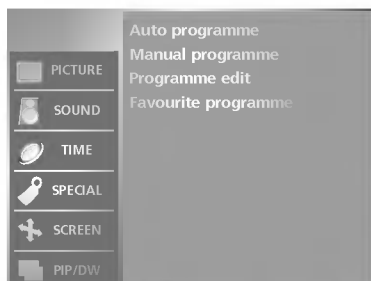 Auto programme
Manual programme
Programme edit
Favourite programme
PICTURE
SOUND
TIME
SPECIAL
SCREEN
PIP/DW